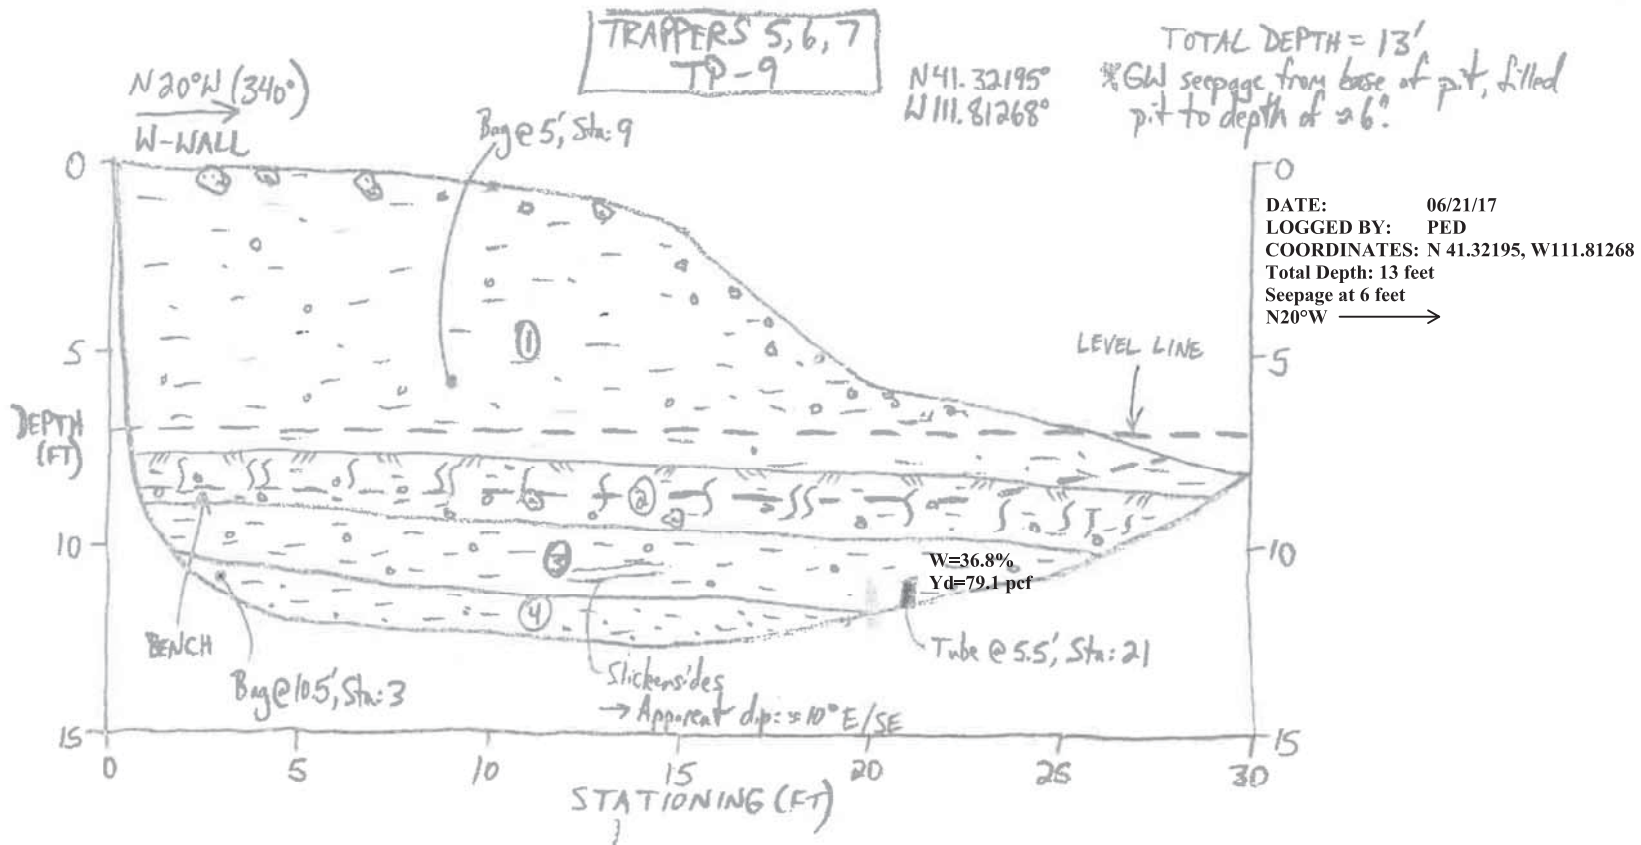 TRAPPERS 5, 6, 7
TP-9
N20°W (340°)
W-WALL
N41.32195°
W111.81268°
TOTAL DEPTH = 13'
*GW seepage from base of pit, filled
pit to depth of ≈6".
Bag @ 5', Sta: 9
DATE: 06/21/17
LOGGED BY: PED
COORDINATES: N 41.32195, W111.81268
Total Depth: 13 feet
Seepage at 6 feet
N20°W
LEVEL LINE
0
5
10
15
DEPTH
(FT)
0
5
10
15
1
2
3
4
W=36.8%
Yd=79.1 pcf
BENCH
Bag @ 10.5', Sta: 3
Slickensides
→ Apparent dip: ≈10° E/SE
Tube @ 5.5', Sta: 21
0 5 10 15 20 25 30
STATIONING (FT)